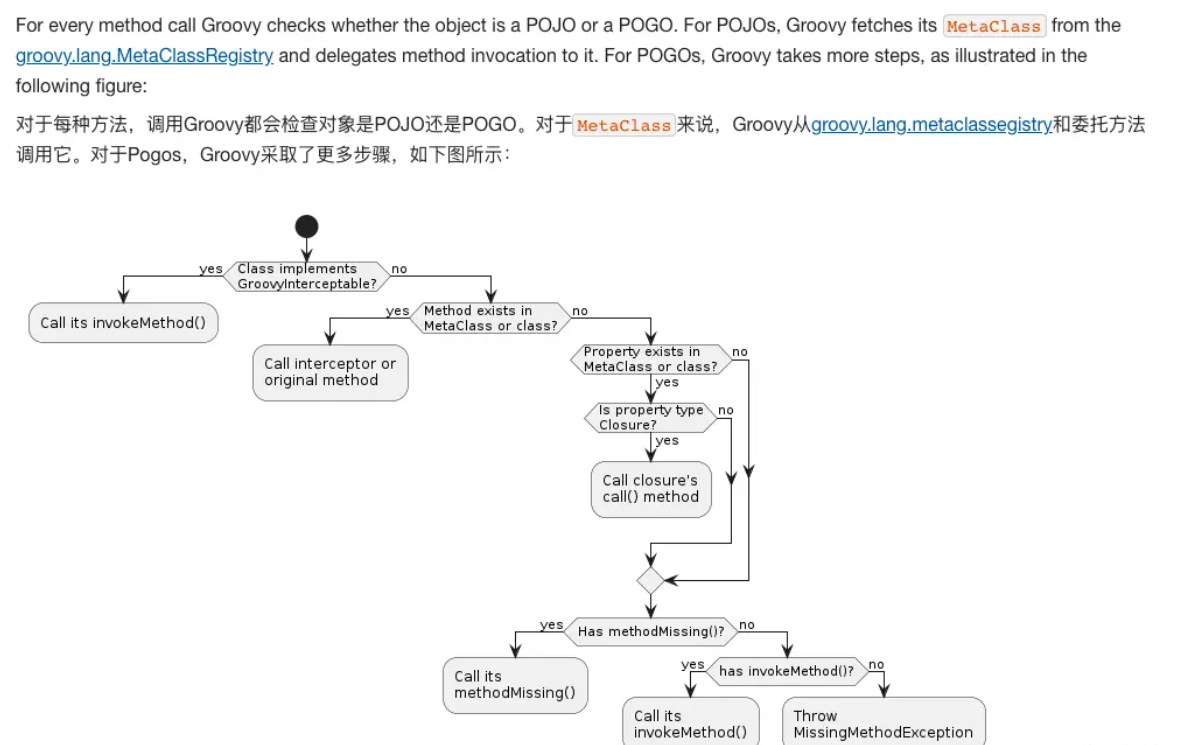 For every method call Groovy checks whether the object is a POJO or a POGO. For POJOs, Groovy fetches its MetaClass from the
groovy.lang.MetaClassRegistry and delegates method invocation to it. For POGOs, Groovy takes more steps, as illustrated in the
following figure:
对于每种方法，调用Groovy都会检查对象是POJO还是POGO。对于MetaClass来说，Groovy从groovy.lang.metaclassegistry和委托方法
调用它。对于Pogos，Groovy采取了更多步骤，如下图所示：
yes
Class implements
GroovyInterceptable?
no
Call its invokeMethod()
yes
Method exists in
MetaClass or class?
no
Call interceptor or
original method
Property exists in
MetaClass or class?
no
yes
Is property type
Closure?
no
yes
Call closure's
call() method
yes
Has methodMissing()?
no
Call its
methodMissing()
yes
has invokeMethod()?
no
Call its
invokeMethod()
Throw
MissingMethodException